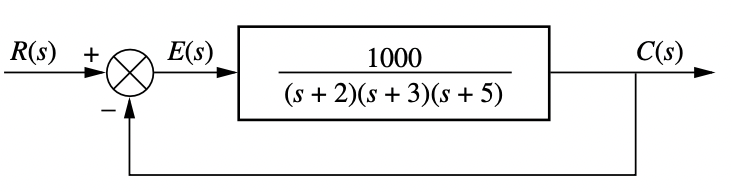 R(s)
+
E(s)
1000
(s + 2)(s + 3)(s + 5)
C(s)
−